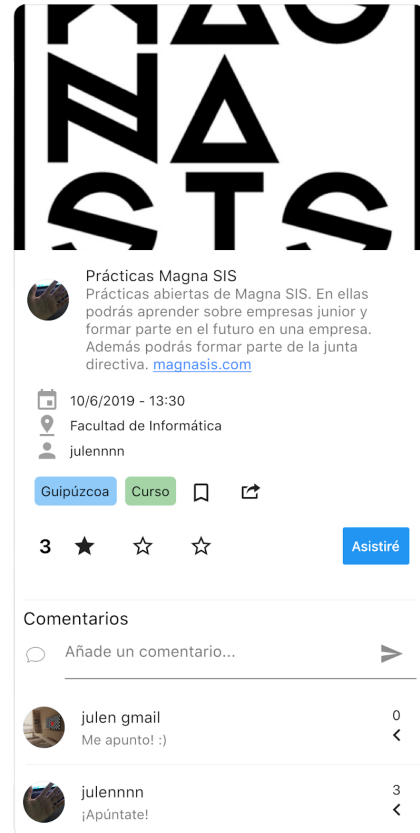 MAG
NA
SIS
Prácticas Magna SIS
Prácticas abiertas de Magna SIS. En ellas
podrás aprender sobre empresas junior y
formar parte en el futuro en una empresa.
Además podrás formar parte de la junta
directiva. magnasis.com
10/6/2019 - 13:30
Facultad de Informática
julennnn
Guipúzcoa Curso
3 Asistiré
Comentarios
Añade un comentario...
julen gmail 0
Me apunto! :)
julennnn 3
¡Apúntate!